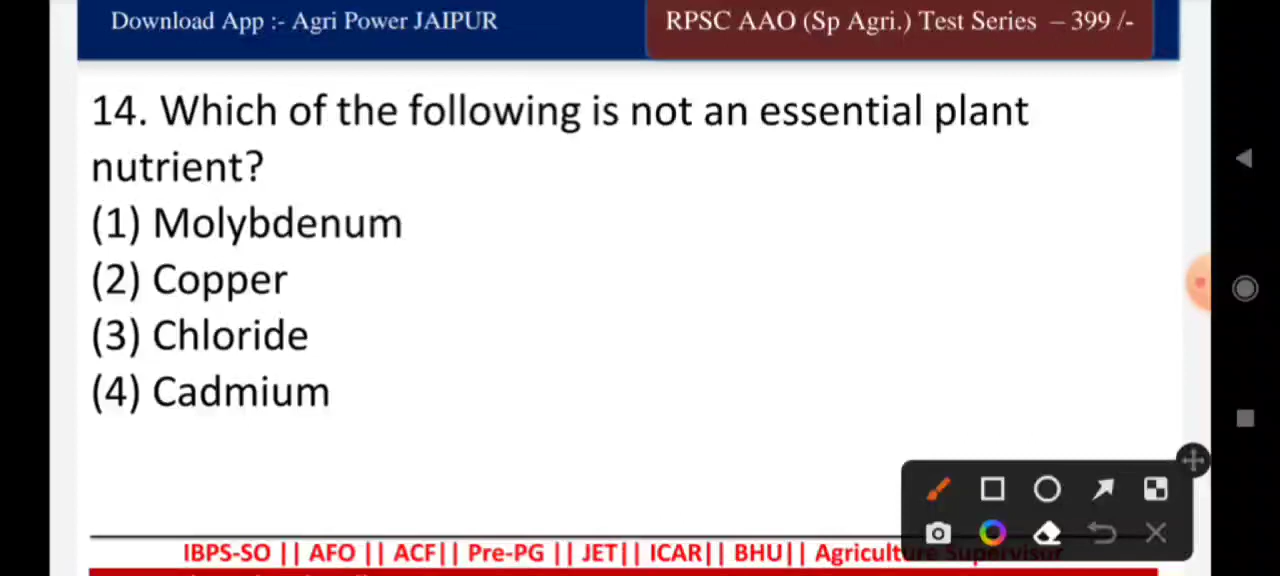 Download App :- Agri Power JAIPUR
RPSC AAO (Sp Agri.) Test Series – 399 /-
14. Which of the following is not an essential plant
nutrient?
(1) Molybdenum
(2) Copper
(3) Chloride
(4) Cadmium
IBPS-SO || AFO || ACF|| Pre-PG || JET|| ICAR|| BHU|| Agriculture Supervisor